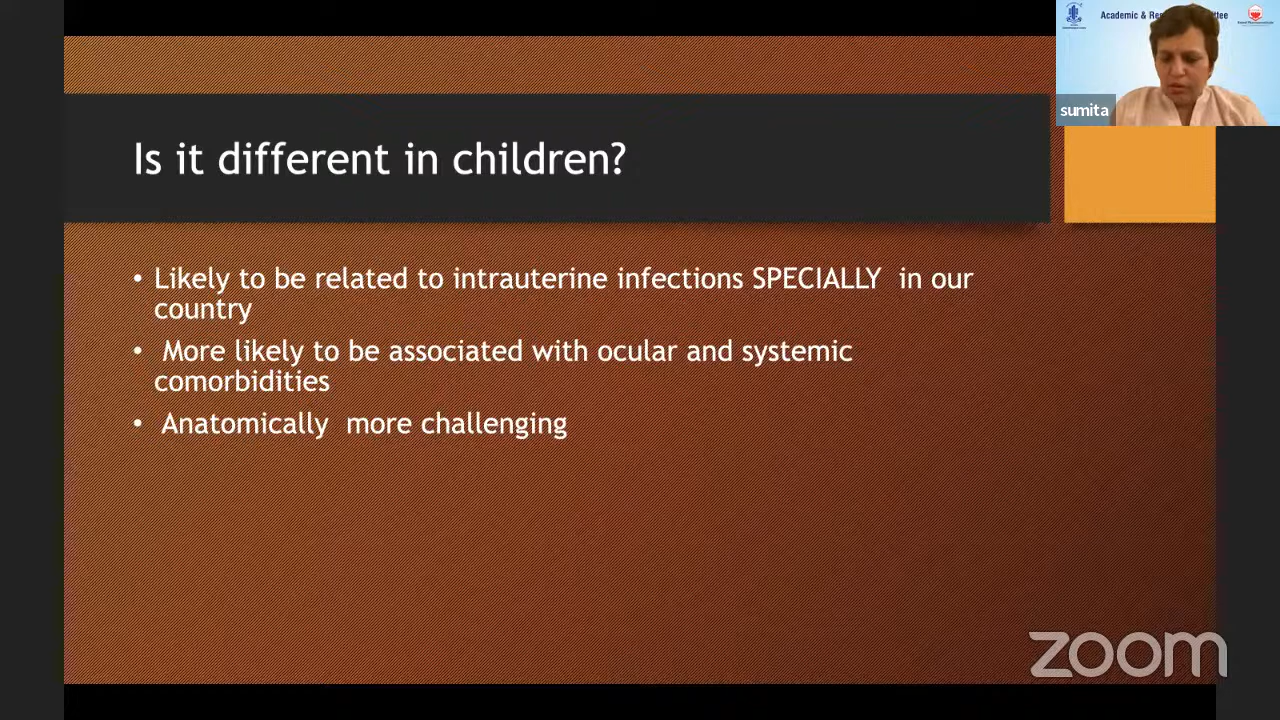 Academic & Re
ttee
sumita
Is it different in children?
• Likely to be related to intrauterine infections SPECIALLY in our
country
• More likely to be associated with ocular and systemic
comorbidities
• Anatomically more challenging
zoom